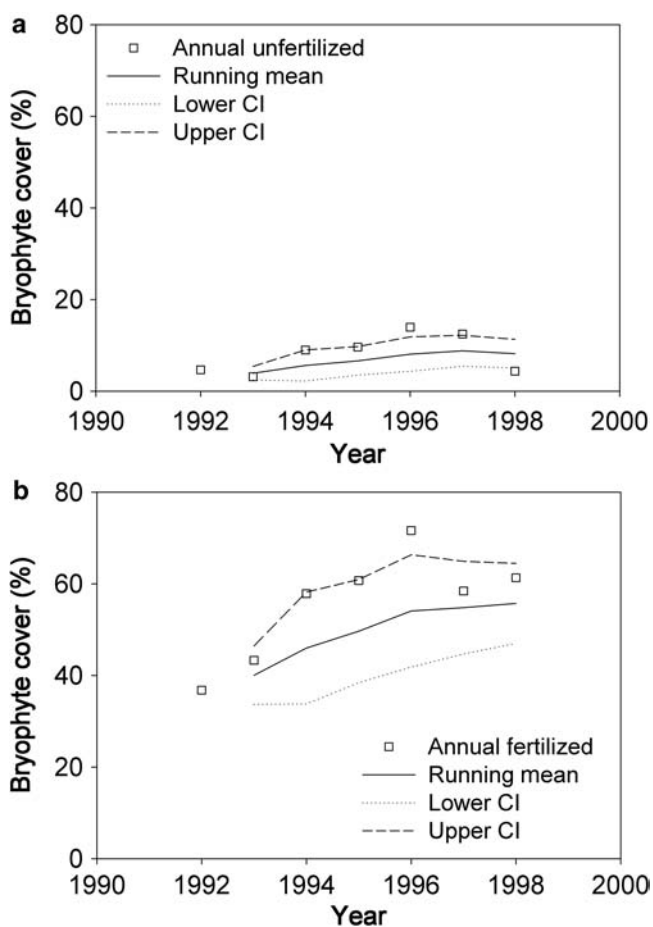 a
80
Annual unfertilized
Running mean
Lower CI
Upper CI
60
40
20
0
Bryophyte cover (%)
1990 1992 1994 1996 1998 2000
Year
b
80
60
40
20
0
Bryophyte cover (%)
Annual fertilized
Running mean
Lower CI
Upper CI
1990 1992 1994 1996 1998 2000
Year